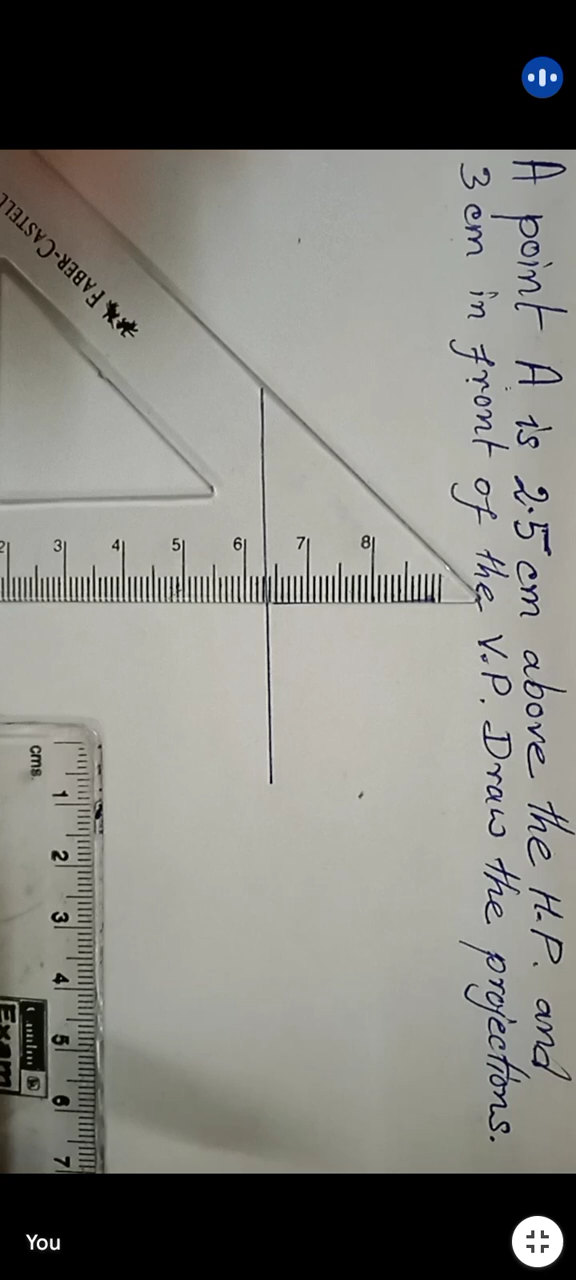 A point A is 2.5 cm above the H.P. and
3 cm in front of the V.P. Draw the projections.
FABER-CASTELL
2 3 4 5 6 7 8
cms 1 2 3 4 5 6 7
Exam
You